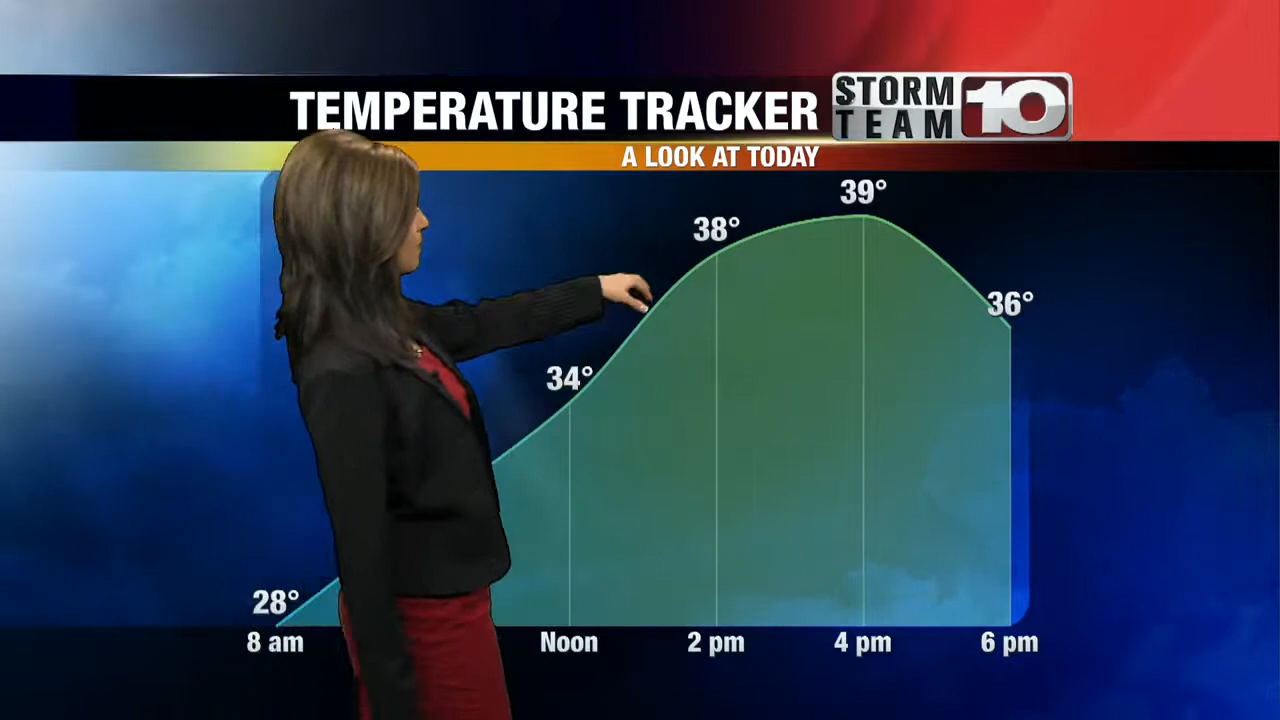 TEMPERATURE TRACKER
STORM
TEAM
10
A LOOK AT TODAY
39°
38°
36°
34°
28°
8 am
Noon
2 pm
4 pm
6 pm